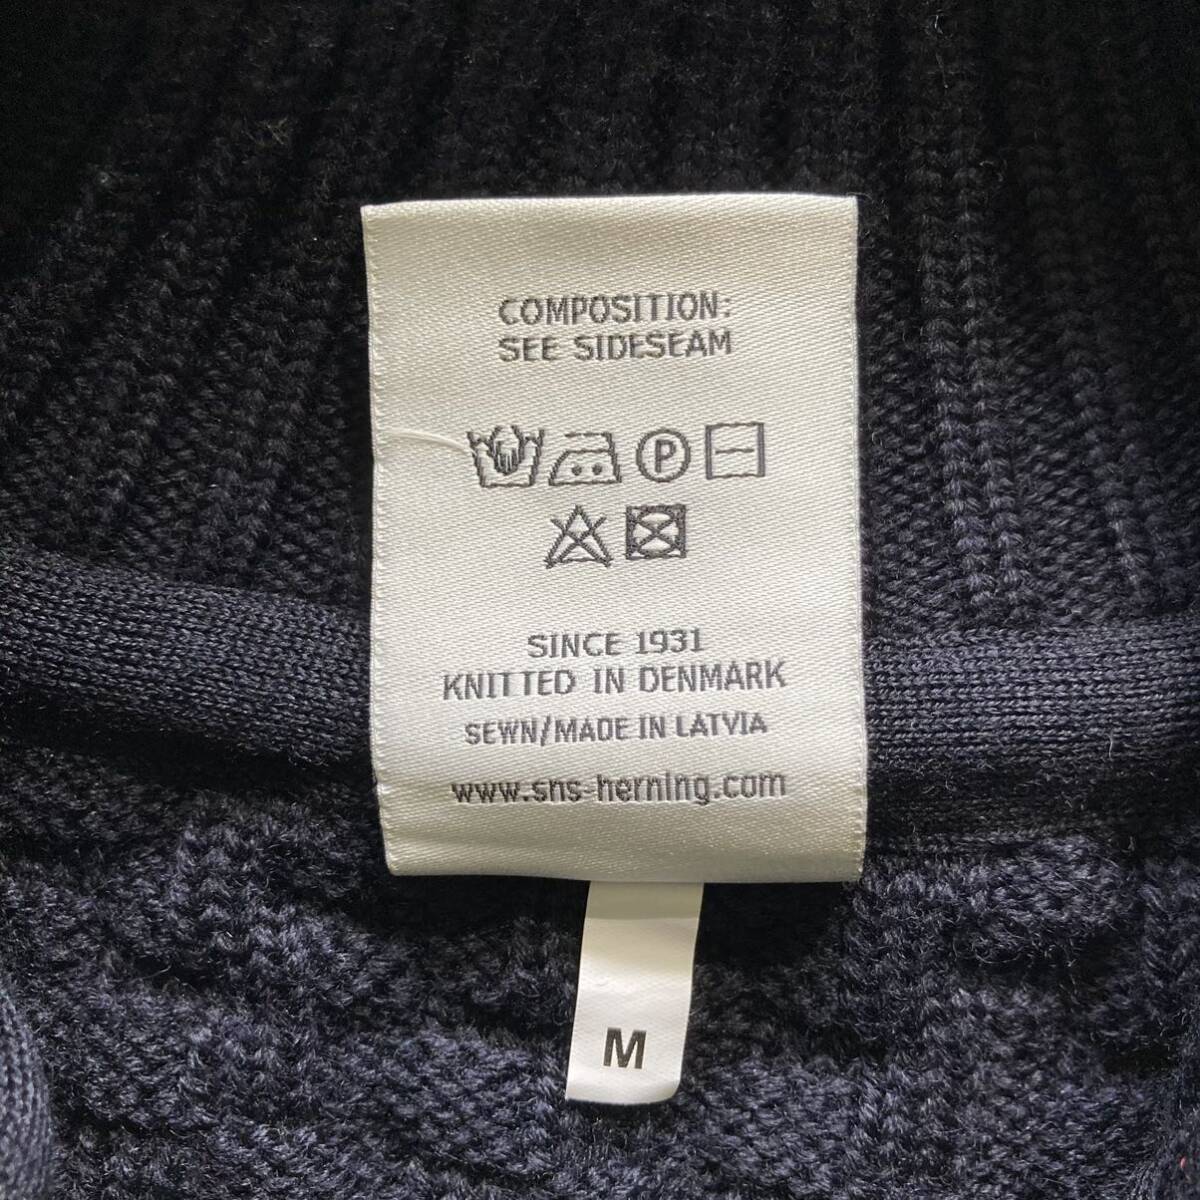 COMPOSITION:
SEE SIDESEAM
P
SINCE 1931
KNITTED IN DENMARK
SEWN/MADE IN LATVIA
www.sns-herning.com
M